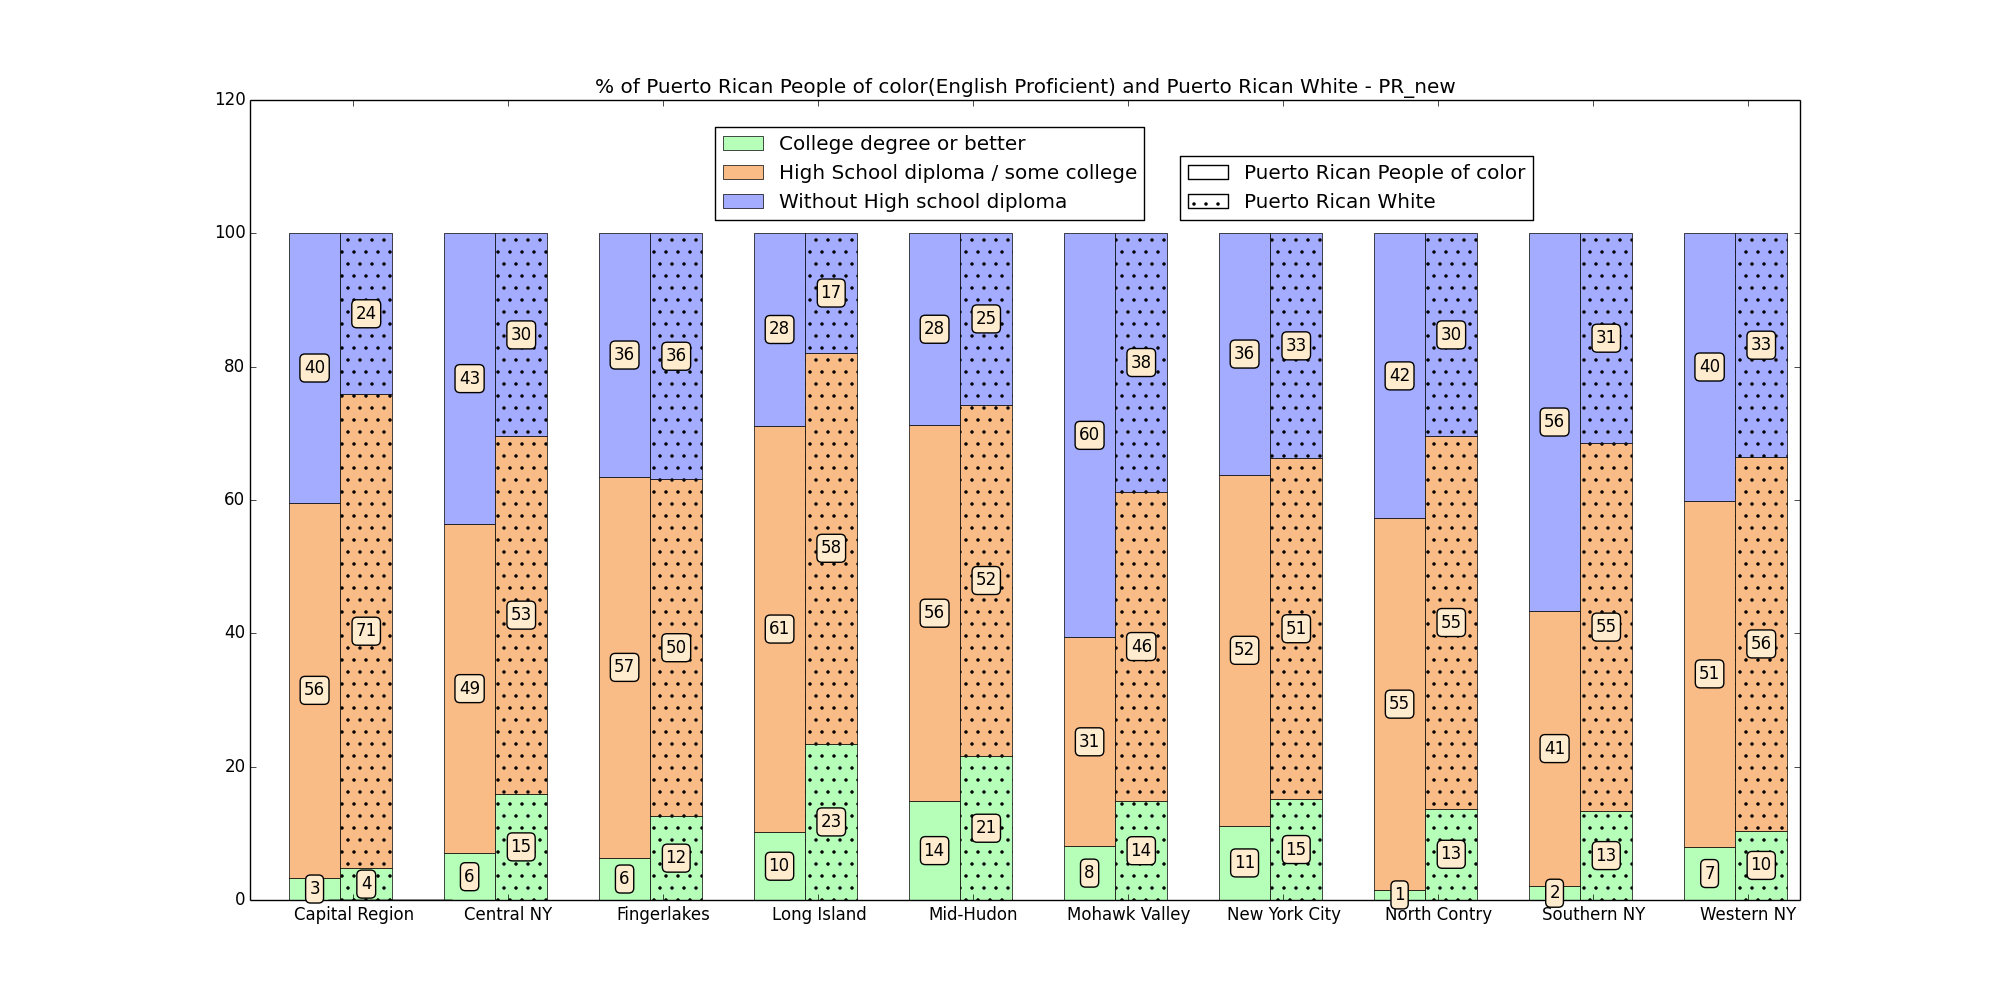 % of Puerto Rican People of color(English Proficient) and Puerto Rican White - PR_new
120
100
80
60
40
20
0
College degree or better
High School diploma / some college
Without High school diploma
Puerto Rican People of color
Puerto Rican White
40 24 43 30 36 36 28 17 28 25 60 38 36 33 42 30 56 31 40 33
56 71 49 53 57 50 61 58 56 52 31 46 52 51 55 55 41 55 51 56
3 4 6 15 6 12 10 23 14 21 8 14 11 15 1 13 2 13 7 10
Capital Region Central NY Fingerlakes Long Island Mid-Hudon Mohawk Valley New York City North Contry Southern NY Western NY